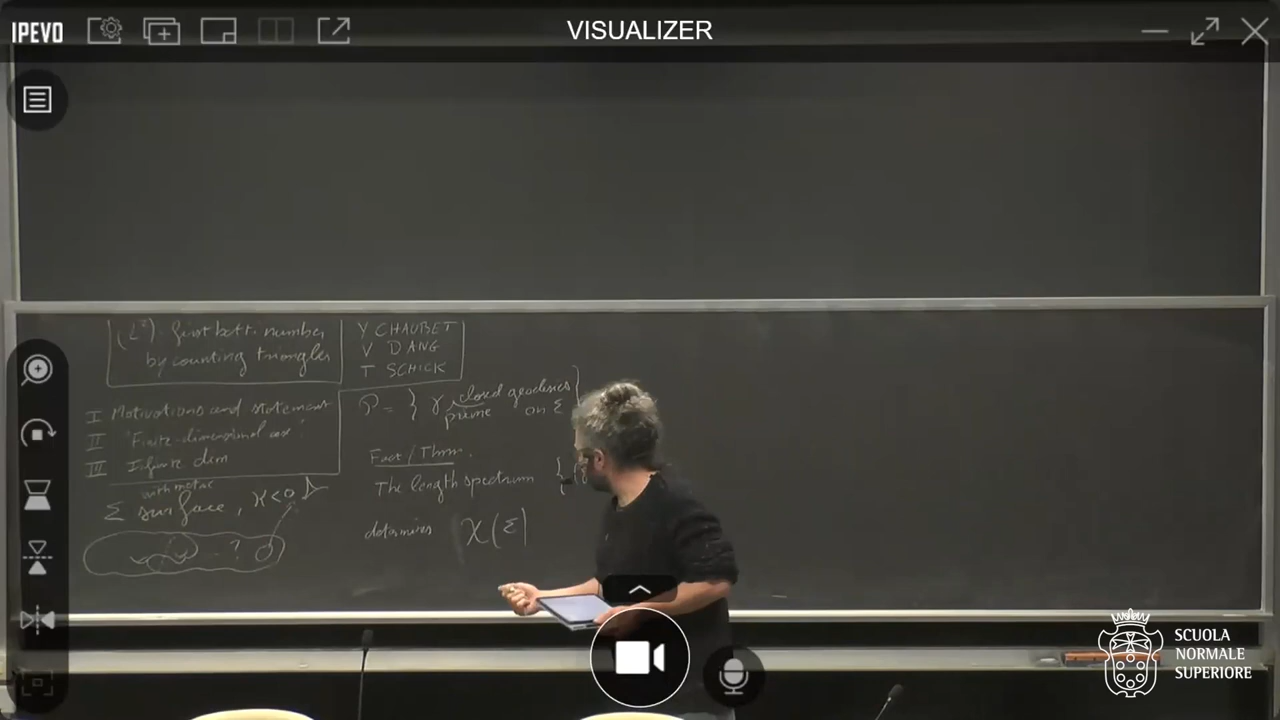 IPEVO
VISUALIZER
(L²)- first bett. number
by counting triangles
Y CHAUBET
V DANG
T SCHICK
I Motivations and statement
II "Finite-dimensional case"
III Infinite dim
with metric
Σ surface, K<0
?
P = { γ closed geodesics
prime on Σ }
Fact / Thm.
The length spectrum {
determines χ(Σ)
SCUOLA
NORMALE
SUPERIORE